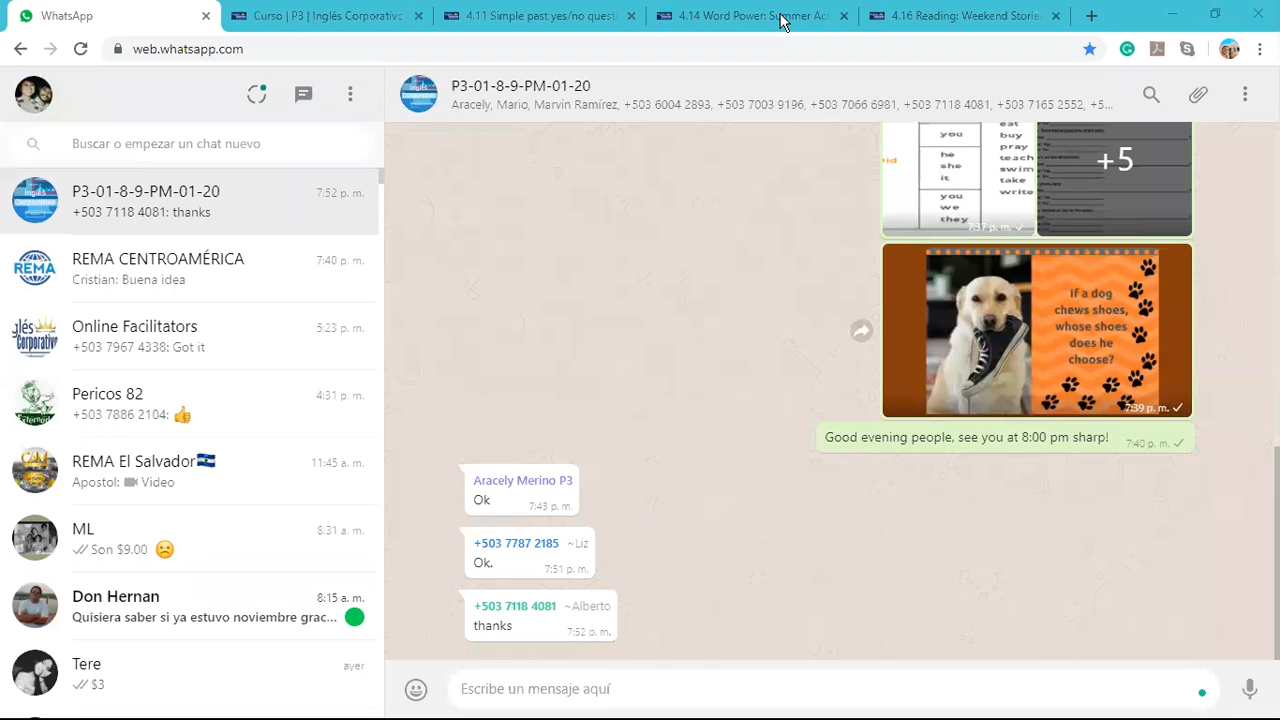 WhatsApp
Curso | P3 | Inglés Corporativo
4.11 Simple past yes/no questi
4.14 Word Power: Summer Act
4.16 Reading: Weekend Stories
web.whatsapp.com
P3-01-8-9-PM-01-20
Aracely, Mario, Marvin Ramírez, +503 6004 2893, +503 7003 9196, +503 7 6981, +503 7118 4081, +503 7165 2552, +5...
Buscar o empezar un chat nuevo
P3-01-8-9-PM-01-20
7:52 p. m.
+503 7118 4081: thanks
REMA
REMA CENTROAMÉRICA
7:40 p. m.
Cristian: Buena idea
Online Facilitators
5:23 p. m.
+503 7967 4338: Got it
Pericos 82
4:31 p. m.
+503 7886 2104: 👍
REMA El Salvador🇸🇻
11:45 a. m.
Apostol: Video
ML
8:31 a. m.
Son $9.00 ☹️
Don Hernan
8:15 a. m.
Quisiera saber si ya estuvo noviembre grac...
Tere
ayer
$3
Did
you
he
she
it
you
we
they
eat
buy
pray
teach
swim
take
write
7:37 p. m.
+5
If a dog
chews shoes,
whose shoes
does he
choose?
7:39 p. m.
Good evening people, see you at 8:00 pm sharp!
7:40 p. m.
Aracely Merino P3
Ok
7:43 p. m.
+503 7787 2185 ~Liz
Ok.
7:51 p. m.
+503 7118 4081 ~Alberto
thanks
7:52 p. m.
Escribe un mensaje aquí